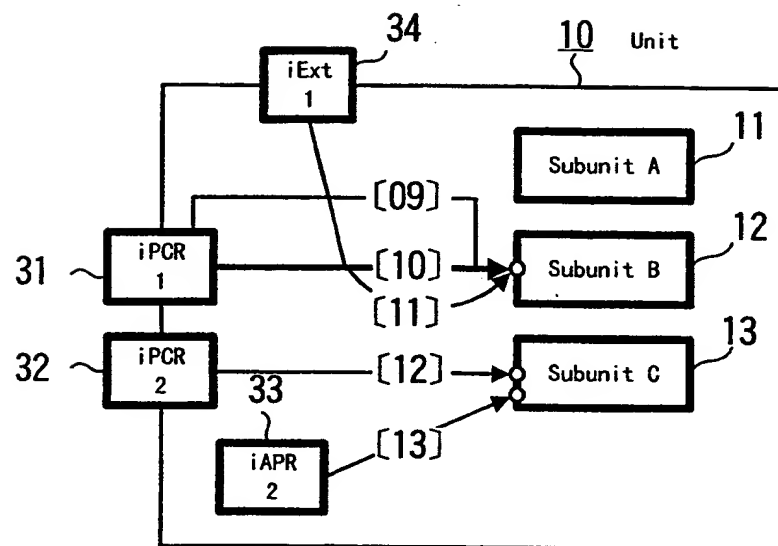 34
10 Unit
iExt
1
11
Subunit A
[09]
12
31
iPCR
1
[10]
Subunit B
[11]
13
32
iPCR
2
[12]
Subunit C
33
[13]
iAPR
2